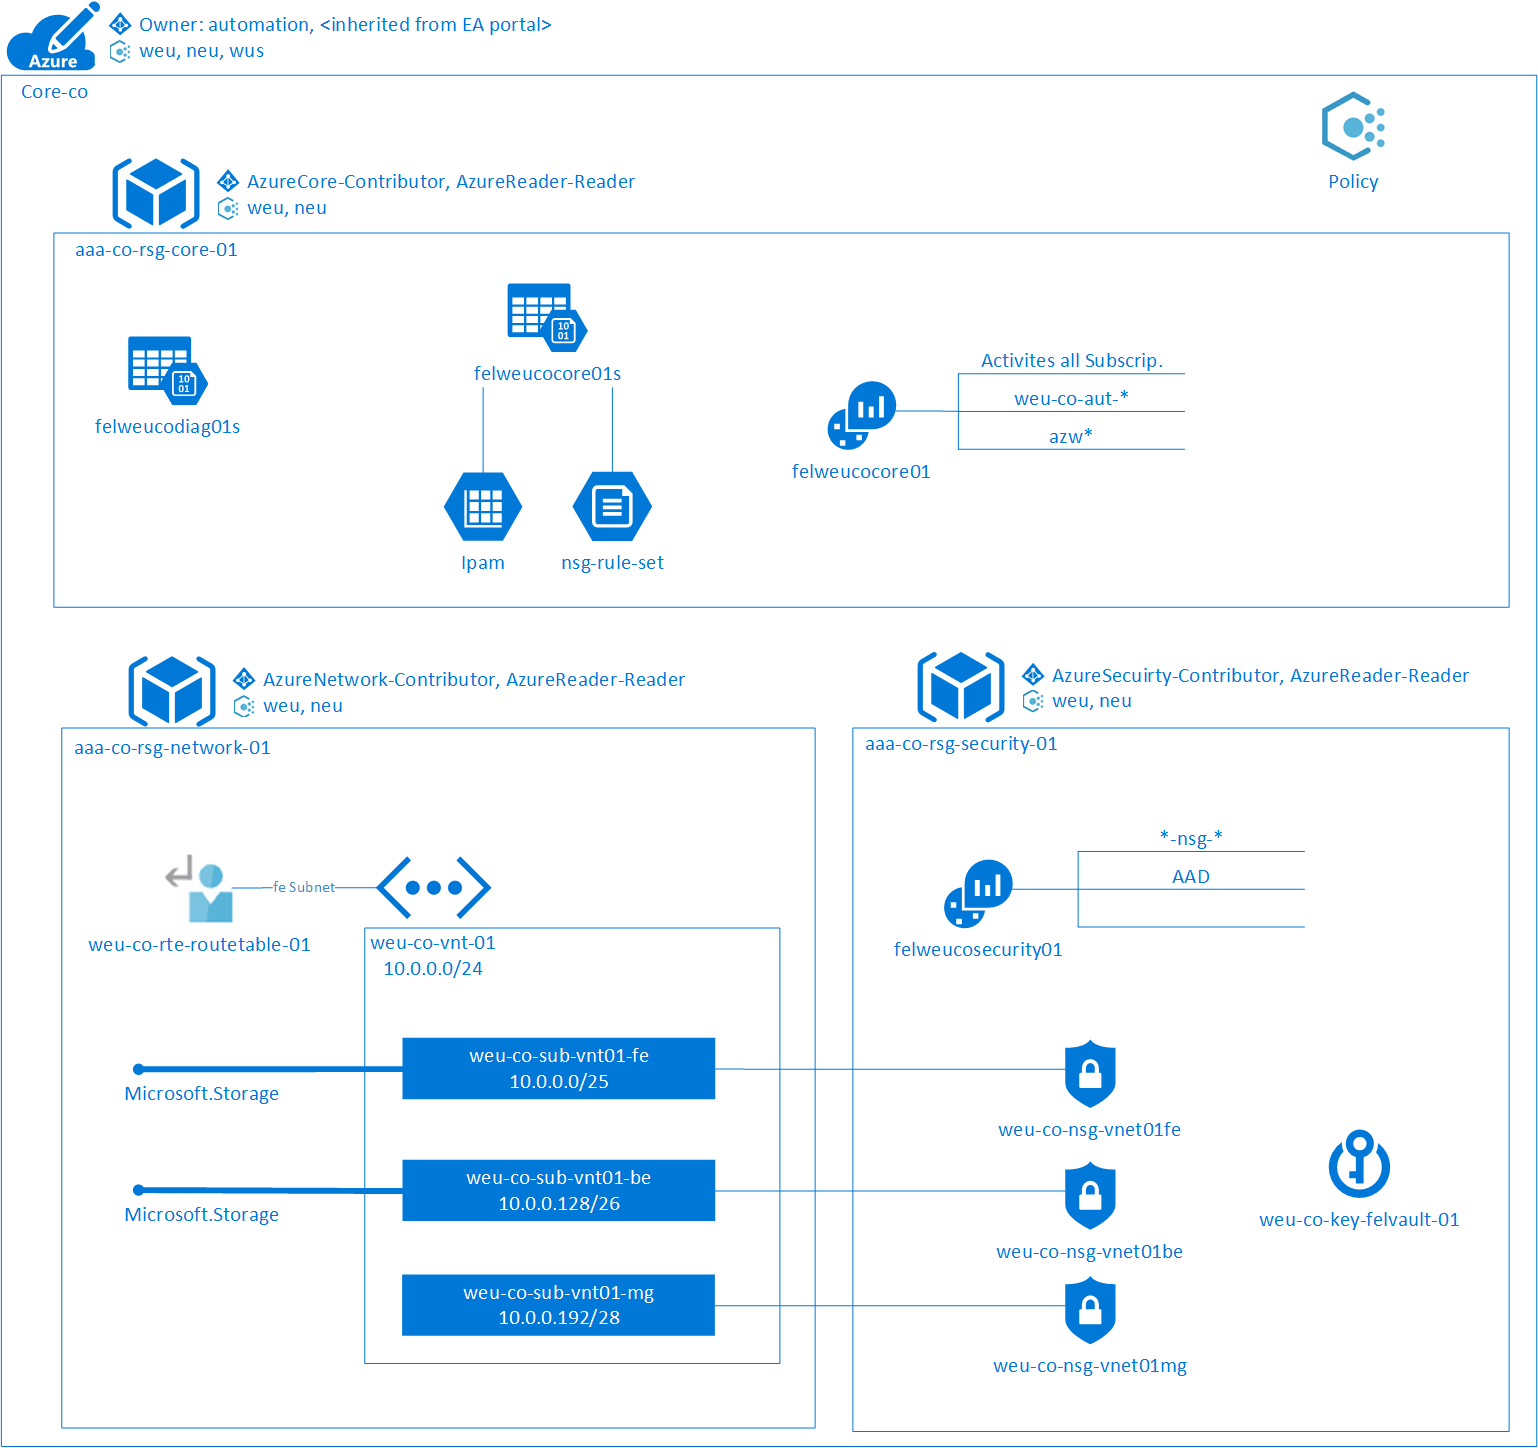 Azure
Owner: automation, <inherited from EA portal>
weu, neu, wus
Core-co
Policy
AzureCore-Contributor, AzureReader-Reader
weu, neu
aaa-co-rsg-core-01
10
01
felweucodiag01s
10
01
felweucocore01s
Ipam
nsg-rule-set
felweucocore01
Activites all Subscrip.
weu-co-aut-*
azw*
AzureNetwork-Contributor, AzureReader-Reader
weu, neu
aaa-co-rsg-network-01
weu-co-rte-routetable-01
fe Subnet
weu-co-vnt-01
10.0.0.0/24
weu-co-sub-vnt01-fe
10.0.0.0/25
Microsoft.Storage
weu-co-sub-vnt01-be
10.0.0.128/26
Microsoft.Storage
weu-co-sub-vnt01-mg
10.0.0.192/28
AzureSecuirty-Contributor, AzureReader-Reader
weu, neu
aaa-co-rsg-security-01
*-nsg-*
AAD
felweucosecurity01
weu-co-nsg-vnet01fe
weu-co-nsg-vnet01be
weu-co-key-felvault-01
weu-co-nsg-vnet01mg